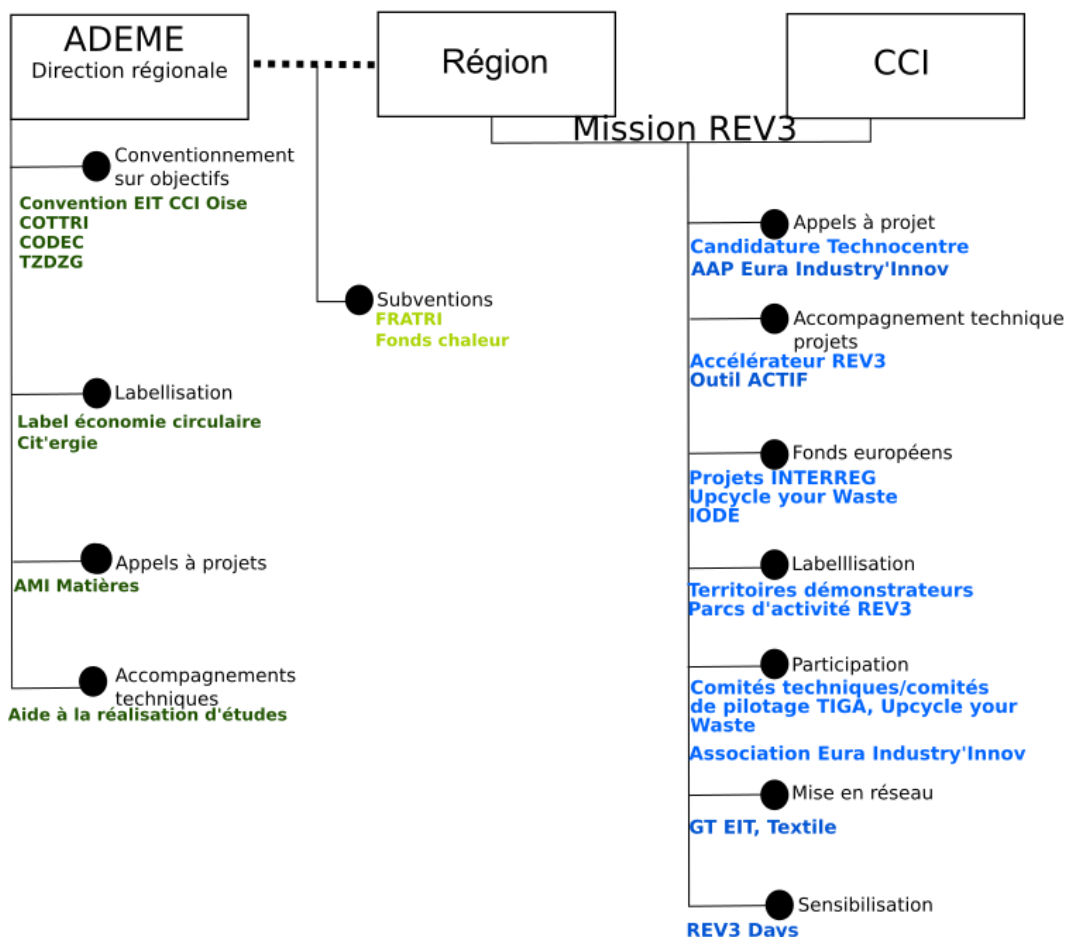 ADEME
Direction régionale
Région
CCI
Mission REV3
Conventionnement
sur objectifs
Convention EIT CCI Oise
COTTRI
CODEC
TZDZG
Subventions
FRATRI
Fonds chaleur
Labellisation
Label économie circulaire
Cit'ergie
Appels à projets
AMI Matières
Accompagnements
techniques
Aide à la réalisation d'études
Appels à projet
Candidature Technocentre
AAP Eura Industry'Innov
Accompagnement technique
projets
Accélérateur REV3
Outil ACTIF
Fonds européens
Projets INTERREG
Upcycle your Waste
IODE
Labelllisation
Territoires démonstrateurs
Parcs d'activité REV3
Participation
Comités techniques/comités
de pilotage TIGA, Upcycle your
Waste
Association Eura Industry'Innov
Mise en réseau
GT EIT, Textile
Sensibilisation
REV3 Days